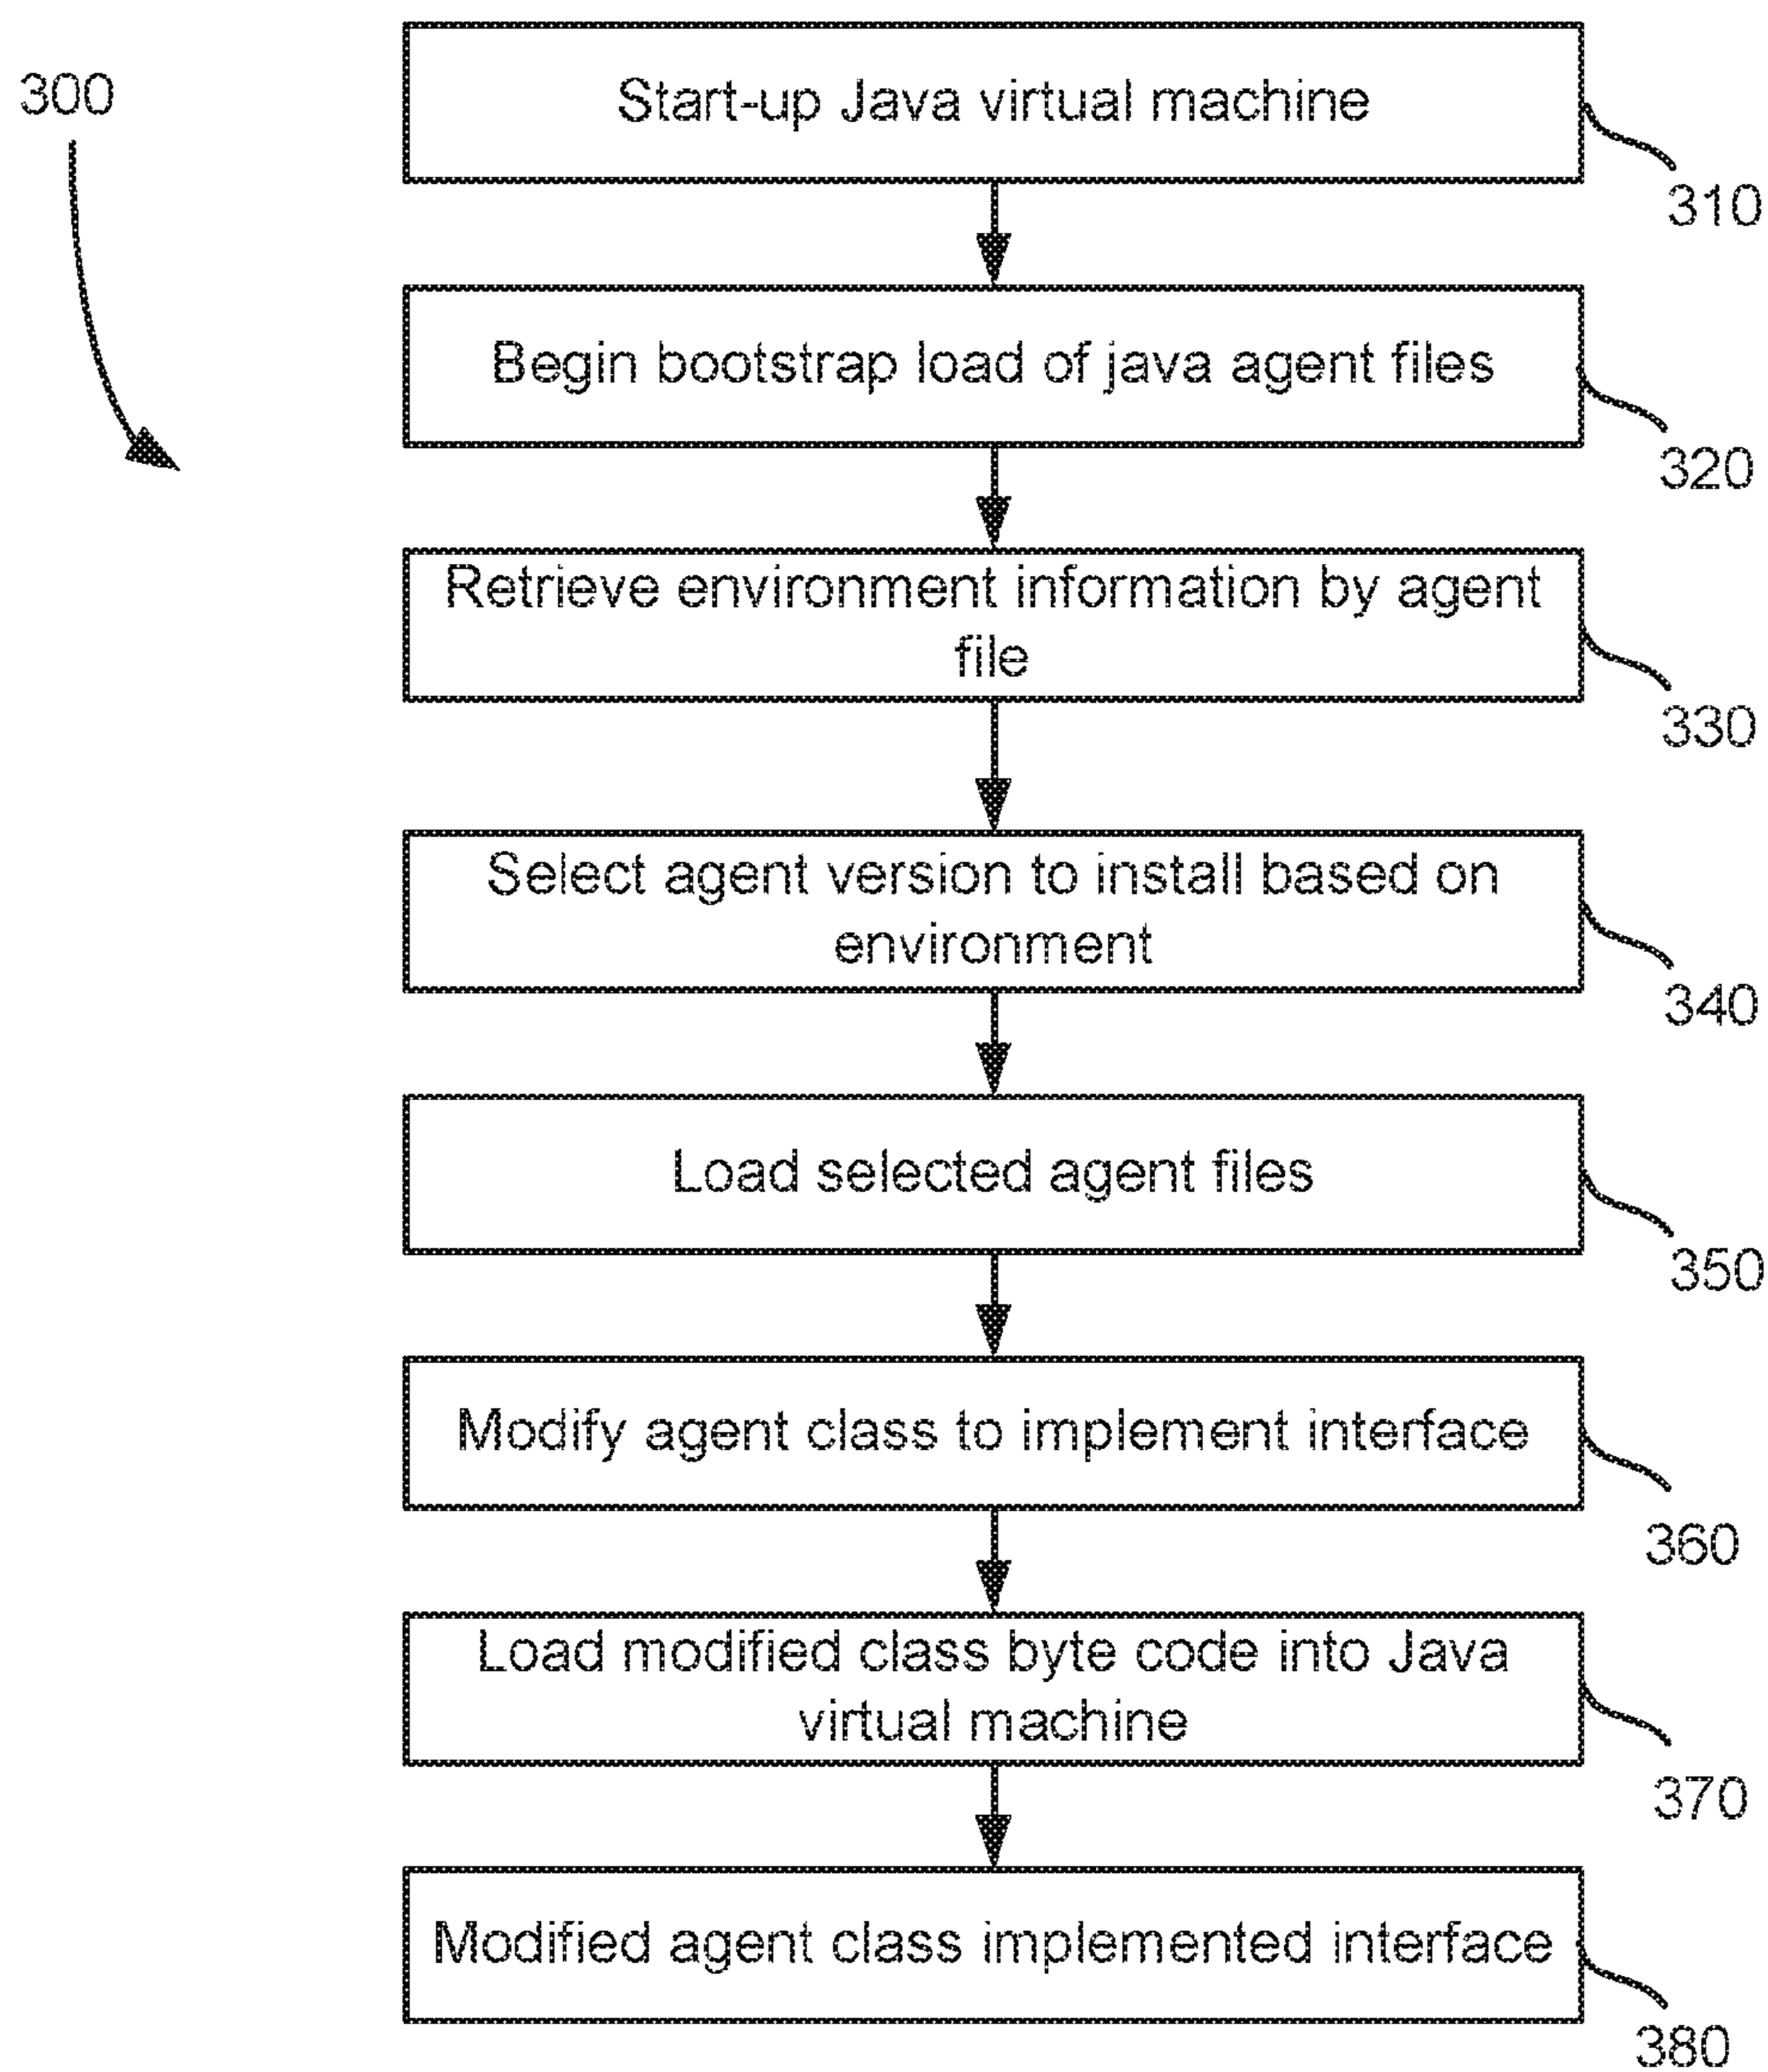 300
Start-up Java virtual machine
310
Begin bootstrap load of java agent files
320
Retrieve environment information by agent
file
330
Select agent version to install based on
environment
340
Load selected agent files
350
Modify agent class to implement interface
360
Load modified class byte code into Java
virtual machine
370
Modified agent class implemented interface
380